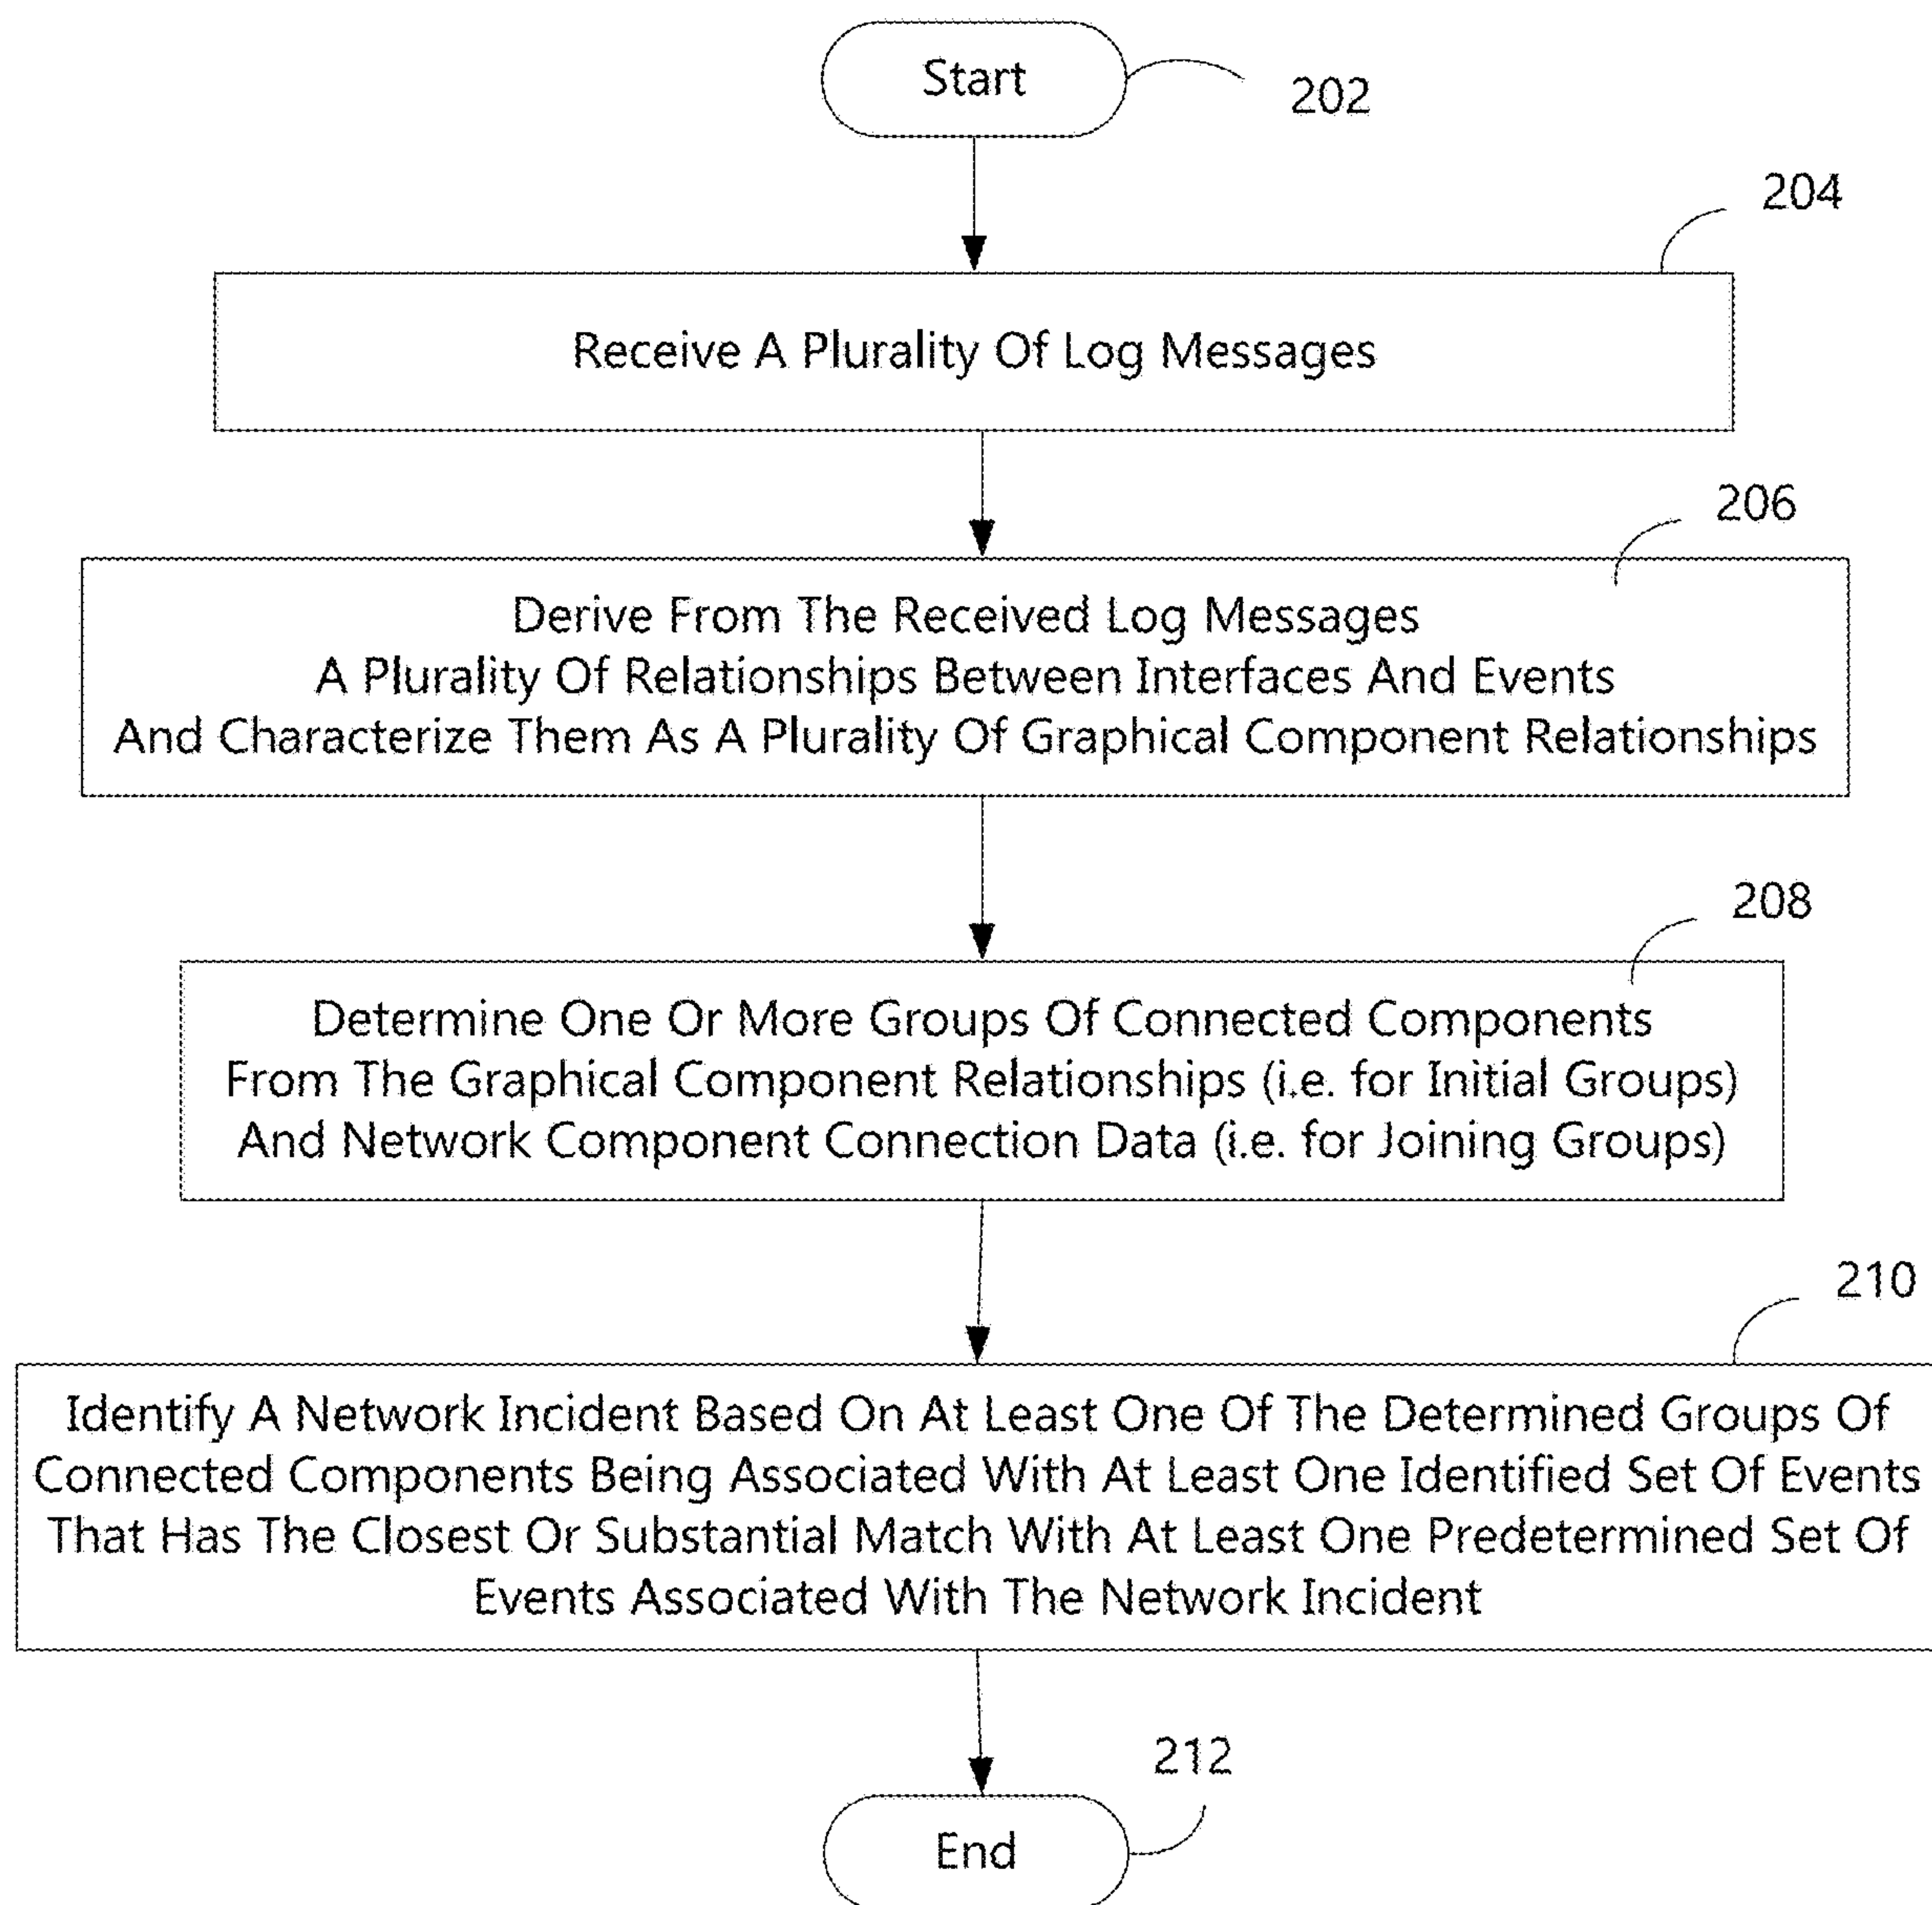 Start
202
204
Receive A Plurality Of Log Messages
206
Derive From The Received Log Messages
A Plurality Of Relationships Between Interfaces And Events
And Characterize Them As A Plurality Of Graphical Component Relationships
208
Determine One Or More Groups Of Connected Components
From The Graphical Component Relationships (i.e. for Initial Groups)
And Network Component Connection Data (i.e. for Joining Groups)
210
Identify A Network Incident Based On At Least One Of The Determined Groups Of
Connected Components Being Associated With At Least One Identified Set Of Events
That Has The Closest Or Substantial Match With At Least One Predetermined Set Of
Events Associated With The Network Incident
212
End